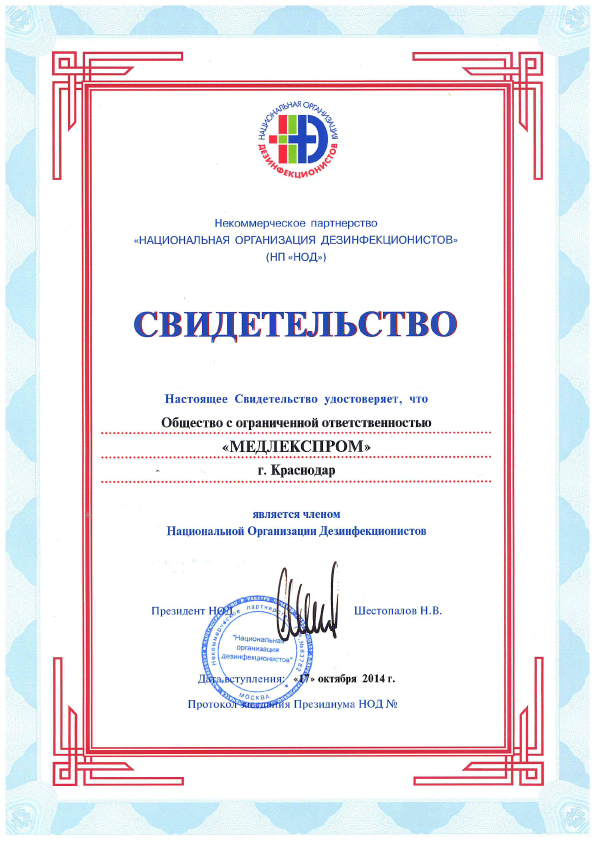 НАЦИОНАЛЬНАЯ ОРГАНИЗАЦИЯ
ДЕЗИНФЕКЦИОНИСТОВ
Некоммерческое партнерство
«НАЦИОНАЛЬНАЯ ОРГАНИЗАЦИЯ ДЕЗИНФЕКЦИОНИСТОВ»
(НП «НОД»)
СВИДЕТЕЛЬСТВО
Настоящее Свидетельство удостоверяет, что
Общество с ограниченной ответственностью
«МЕДЛЕКСПРОМ»
г. Краснодар
является членом
Национальной Организации Дезинфекционистов
Президент НОД
Шестопалов Н.В.
Некоммерческое партнерство
"Национальная
организация
дезинфекционистов"
МОСКВА
Дата вступления: «17» октября 2014 г.
Протокол заседания Президиума НОД №